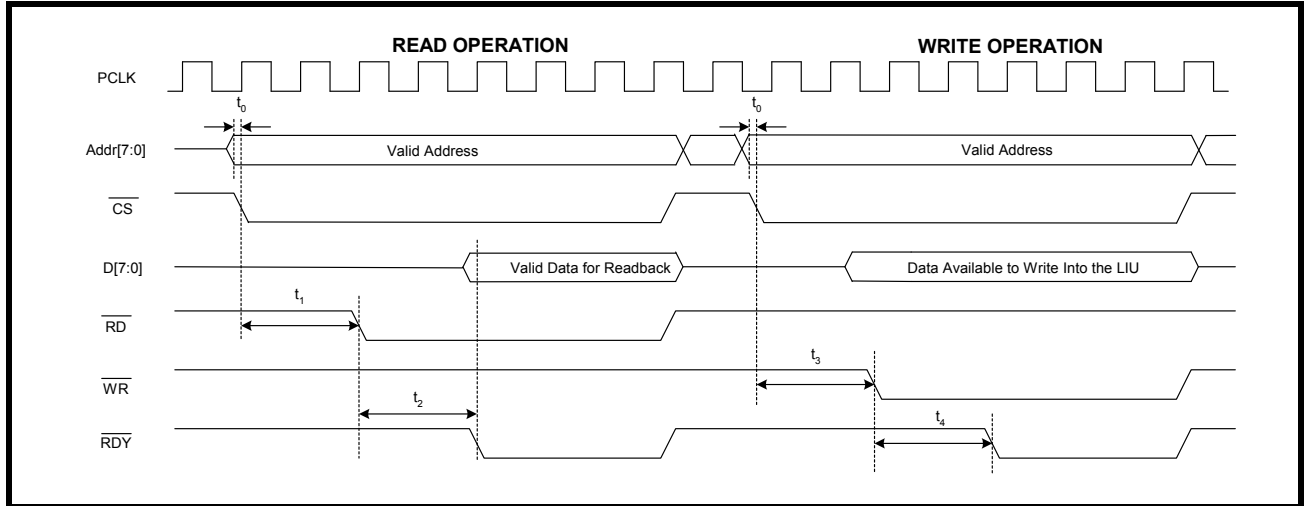 READ OPERATION WRITE OPERATION
PCLK
t0 t0
Addr[7:0] Valid Address Valid Address
CS
D[7:0] Valid Data for Readback Data Available to Write Into the LIU
t1
RD
t3
WR
t2 t4
RDY